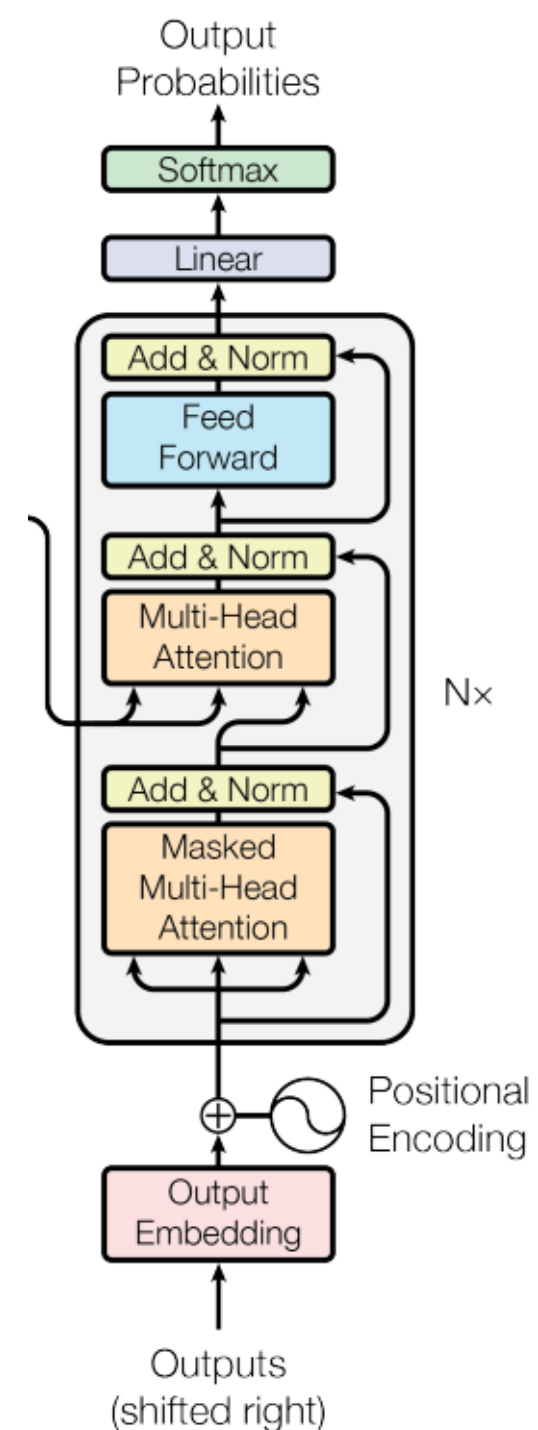 Output
Probabilities
Softmax
Linear
Add & Norm
Feed
Forward
Add & Norm
Multi-Head
Attention
N×
Add & Norm
Masked
Multi-Head
Attention
Positional
Encoding
Output
Embedding
Outputs
(shifted right)